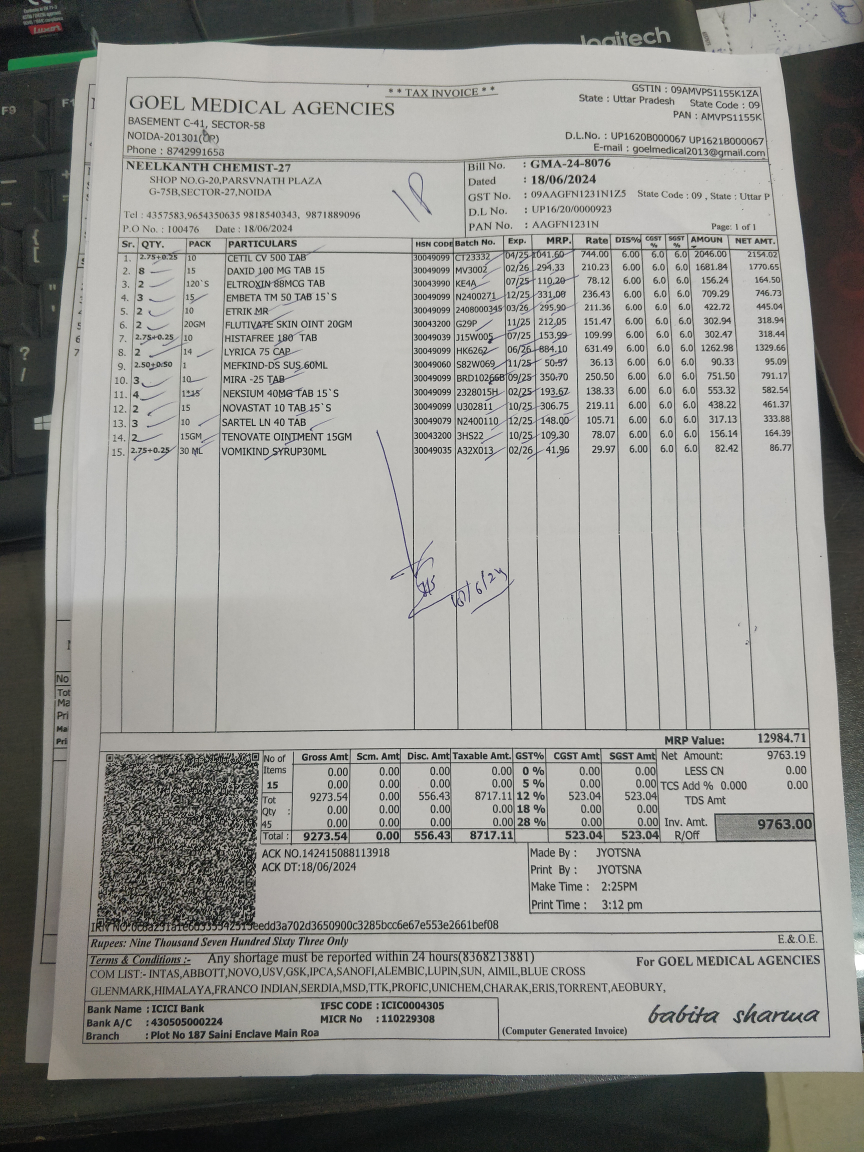 logitech
F9
** TAX INVOICE **
GOEL MEDICAL AGENCIES
BASEMENT C-41, SECTOR-58
NOIDA-201301(UP)
Phone : 8742991658
GSTIN : 09AMVPS1155K1ZA
State : Uttar Pradesh State Code : 09
PAN : AMVPS1155K
D.L.No. : UP1620B000067 UP1621B000067
E-mail : goelmedical2013@gmail.com
NEELKANTH CHEMIST-27
SHOP NO.G-20,PARSVNATH PLAZA
G-75B,SECTOR-27,NOIDA
Tel : 4357583,9654350635 9818540343, 9871889096
P.O No. : 100476 Date : 18/06/2024
Bill No. : GMA-24-8076
Dated : 18/06/2024
GST No. : 09AAGFN1231N1Z5 State Code : 09 , State : Uttar P
D.L No. : UP16/20/0000923
PAN No. : AAGFN1231N
Page: 1 of 1
Sr. QTY. PACK PARTICULARS HSN CODE Batch No. Exp. MRP. Rate DIS% CGST % SGST % AMOUN NET AMT.
1. 2.75+0.25 10 CETIL CV 500 TAB 30049099 CT23332 04/25 1041.60 744.00 6.00 6.0 6.0 2046.00 2154.02
2. 8 15 DAXID 100 MG TAB 15 30049099 MV3002 02/26 294.33 210.23 6.00 6.0 6.0 1681.84 1770.65
3. 2 120`S ELTROXIN 88MCG TAB 30043990 KE4A 07/25 110.20 78.12 6.00 6.0 6.0 156.24 164.50
4. 3 15 EMBETA TM 50 TAB 15`S 30049099 N2400271 12/25 331.00 236.43 6.00 6.0 6.0 709.29 746.73
5. 2 10 ETRIK MR 30049099 2408000345 03/26 295.90 211.36 6.00 6.0 6.0 422.72 445.04
6. 2 20GM FLUTIVATE SKIN OINT 20GM 30043200 G29P 11/25 212.05 151.47 6.00 6.0 6.0 302.94 318.94
7. 2.75+0.25 10 HISTAFREE 180 TAB 30049039 J15W005 07/25 153.99 109.99 6.00 6.0 6.0 302.47 318.44
8. 2 14 LYRICA 75 CAP 30049099 HK6262 06/26 884.10 631.49 6.00 6.0 6.0 1262.98 1329.66
9. 2.50+0.50 1 MEFKIND-DS SUS 60ML 30049060 S82W069 11/25 50.57 36.13 6.00 6.0 6.0 90.33 95.09
10. 3 10 MIRA -25 TAB 30049079 BRD10266B 09/25 350.70 250.50 6.00 6.0 6.0 751.50 791.17
11. 4 1*15 NEKSIUM 40MG TAB 15`S 30049099 2328015H 02/25 193.67 138.33 6.00 6.0 6.0 553.32 582.54
12. 2 15 NOVASTAT 10 TAB 15`S 30049099 U302811 10/25 306.75 219.11 6.00 6.0 6.0 438.22 461.37
13. 3 10 SARTEL LN 40 TAB 30049079 N2400110 12/25 148.00 105.71 6.00 6.0 6.0 317.13 333.88
14. 2 15GM TENOVATE OINTMENT 15GM 30043200 3HS22 10/25 109.30 78.07 6.00 6.0 6.0 156.14 164.39
15. 2.75+0.25 30 ML VOMIKIND SYRUP30ML 30049035 A32X013 02/26 41.96 29.97 6.00 6.0 6.0 82.42 86.77
MRP Value: 12984.71
No of Items 15 Tot Qty : 45
Gross Amt Scm. Amt Disc. Amt Taxable Amt. GST% CGST Amt SGST Amt
0.00 0.00 0.00 0.00 0 % 0.00 0.00
0.00 0.00 0.00 0.00 5 % 0.00 0.00
9273.54 0.00 556.43 8717.11 12 % 523.04 523.04
0.00 0.00 0.00 0.00 18 % 0.00 0.00
0.00 0.00 0.00 0.00 28 % 0.00 0.00
Total : 9273.54 0.00 556.43 8717.11 523.04 523.04
Net Amount: 9763.19
LESS CN 0.00
TCS Add % 0.000 0.00
TDS Amt
Inv. Amt. 9763.00
R/Off
ACK NO.142415088113918
ACK DT:18/06/2024
Made By : JYOTSNA
Print By : JYOTSNA
Make Time : 2:25PM
Print Time : 3:12 pm
Rupees: Nine Thousand Seven Hundred Sixty Three Only
E.& O.E.
Terms & Conditions :- Any shortage must be reported within 24 hours(8368213881)
For GOEL MEDICAL AGENCIES
COM LIST:- INTAS,ABBOTT,NOVO,USV,GSK,IPCA,SANOFI,ALEMBIC,LUPIN,SUN, AIMIL,BLUE CROSS
GLENMARK,HIMALAYA,FRANCO INDIAN,SERDIA,MSD,TTK,PROFIC,UNICHEM,CHARAK,ERIS,TORRENT,AEOBURY,
Bank Name : ICICI Bank IFSC CODE : ICIC0004305
Bank A/C : 430505000224 MICR No : 110229308
Branch : Plot No 187 Saini Enclave Main Roa
(Computer Generated Invoice)
babita sharma